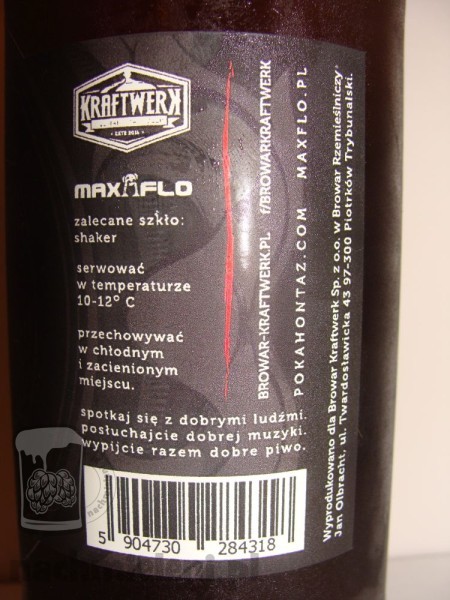 KRAFTWERK
ESTD 2014
MAXFLO
zalecane szkło:
shaker
serwować
w temperaturze
10-12° C
przechowywać
w chłodnym
i zacienionym
miejscu.
spotkaj się z dobrymi ludźmi.
posłuchajcie dobrej muzyki.
wypijcie razem dobre piwo.
5 904730 284318
BROWAR-KRAFTWERK.PL f/BROWARKRAFTWERK
POKAHONTAZ.COM MAXFLO.PL
Wyprodukowano dla Browar Kraftwerk Sp. z o.o. w Browar Rzemieślniczy
Jan Olbracht, ul. Twardosławicka 43 97-300 Piotrków Trybunalski.